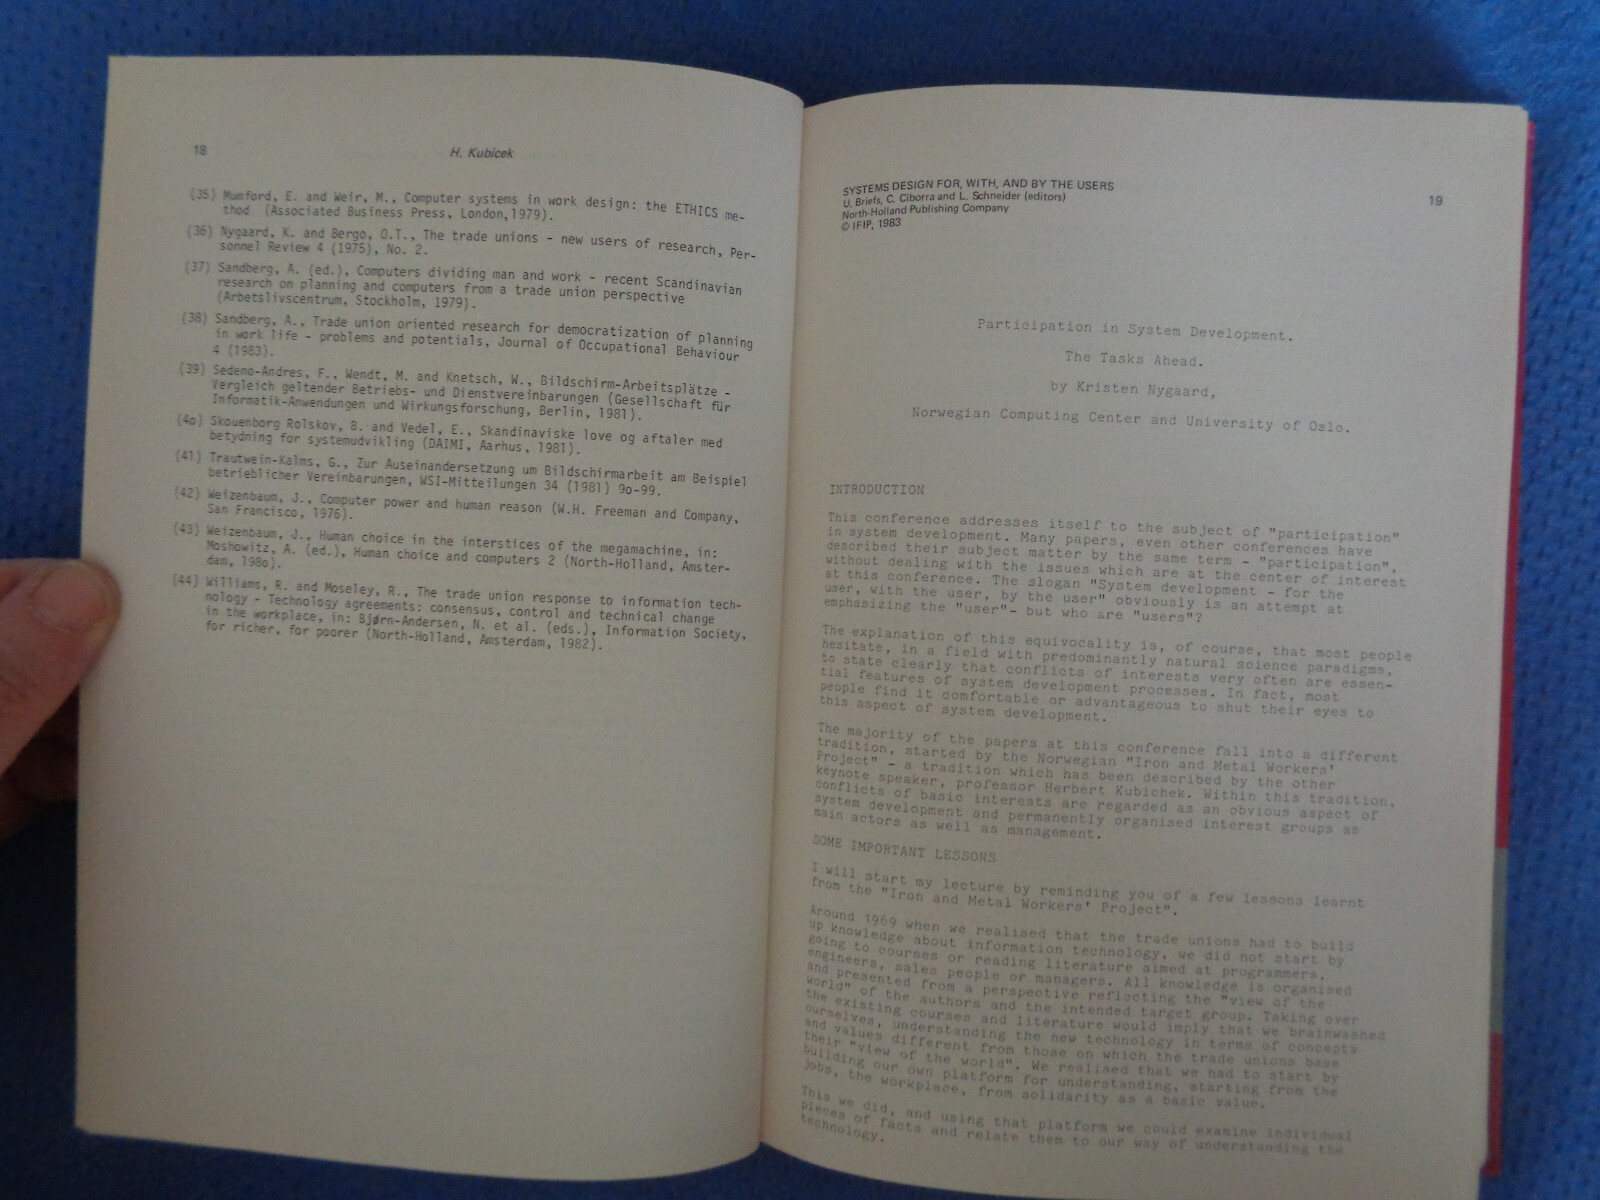 18
H. Kubicek
(35) Mumford, E. and Weir, M., Computer systems in work design: the ETHICS me-
thod (Associated Business Press, London,1979).
(36) Nygaard, K. and Bergo, O.T., The trade unions - new users of research, Per-
sonnel Review 4 (1975), No. 2.
(37) Sandberg, A. (ed.), Computers dividing man and work - recent Scandinavian
research on planning and computers from a trade union perspective
(Arbetslivscentrum, Stockholm, 1979).
(38) Sandberg, A., Trade union oriented research for democratization of planning
in work life - problems and potentials, Journal of Occupational Behaviour
4 (1983).
(39) Sedeno-Andres, F., Wendt, M. and Knetsch, W., Bildschirm-Arbeitsplätze -
Vergleich geltender Betriebs- und Dienstvereinbarungen (Gesellschaft für
Informatik-Anwendungen und Wirkungsforschung, Berlin, 1981).
(4o) Skouenborg Rolskov, B. and Vedel, E., Skandinaviske love og aftaler med
betydning for systemudvikling (DAIMI, Aarhus, 1981).
(41) Trautwein-Kalms, G., Zur Auseinandersetzung um Bildschirmarbeit am Beispiel
betrieblicher Vereinbarungen, WSI-Mitteilungen 34 (1981) 9o-99.
(42) Weizenbaum, J., Computer power and human reason (W.H. Freeman and Company,
San Francisco, 1976).
(43) Weizenbaum, J., Human choice in the interstices of the megamachine, in:
Moshowitz, A. (ed.), Human choice and computers 2 (North-Holland, Amster-
dam, 198o).
(44) Williams, R. and Moseley, R., The trade union response to information tech-
nology - Technology agreements: consensus, control and technical change
in the workplace, in: Bjørn-Andersen, N. et al. (eds.), Information Society,
for richer, for poorer (North-Holland, Amsterdam, 1982).
SYSTEMS DESIGN FOR, WITH, AND BY THE USERS
U. Briefs, C. Ciborra and L. Schneider (editors)
North-Holland Publishing Company
© IFIP, 1983
19
Participation in System Development.
The Tasks Ahead.
by Kristen Nygaard,
Norwegian Computing Center and University of Oslo.
INTRODUCTION
This conference addresses itself to the subject of "participation"
in system development. Many papers, even other conferences have
described their subject matter by the same term - "participation",
without dealing with the issues which are at the center of interest
at this conference. The slogan "System development - for the
user, with the user, by the user" obviously is an attempt at
emphasizing the "user"- but who are "users"?
The explanation of this equivocality is, of course, that most people
hesitate, in a field with predominantly natural science paradigms,
to state clearly that conflicts of interests very often are essen-
tial features of system development processes. In fact, most
people find it comfortable or advantageous to shut their eyes to
this aspect of system development.
The majority of the papers at this conference fall into a different
tradition, started by the Norwegian "Iron and Metal Workers'
Project" - a tradition which has been described by the other
keynote speaker, professor Herbert Kubichek. Within this tradition,
conflicts of basic interests are regarded as an obvious aspect of
system development and permanently organised interest groups as
main actors as well as management.
SOME IMPORTANT LESSONS
I will start my lecture by reminding you of a few lessons learnt
from the "Iron and Metal Workers' Project".
Around 1969 when we realised that the trade unions had to build
up knowledge about information technology, we did not start by
going to courses or reading literature aimed at programmers,
engineers, sales people or managers. All knowledge is organised
and presented from a perspective reflecting the "view of the
world" of the authors and the intended target group. Taking over
the existing courses and literature would imply that we brainwashed
ourselves, understanding the new technology in terms of concepts
and values different from those on which the trade unions base
their "view of the world". We realised that we had to start by
building our own platform for understanding, starting from the
jobs, the workplace, from solidarity as a basic value.
This we did, and using that platform we could examine individual
pieces of facts and relate them to our way of understanding the
technology.